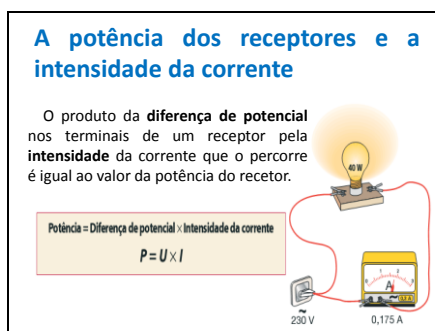 A potência dos receptores e a
intensidade da corrente
O produto da diferença de potencial
nos terminais de um receptor pela
intensidade da corrente que o percorre
é igual ao valor da potência do recetor.
Potência = Diferença de potencial × Intensidade da corrente
P = U × I
40 W
A
230 V
0,175 A